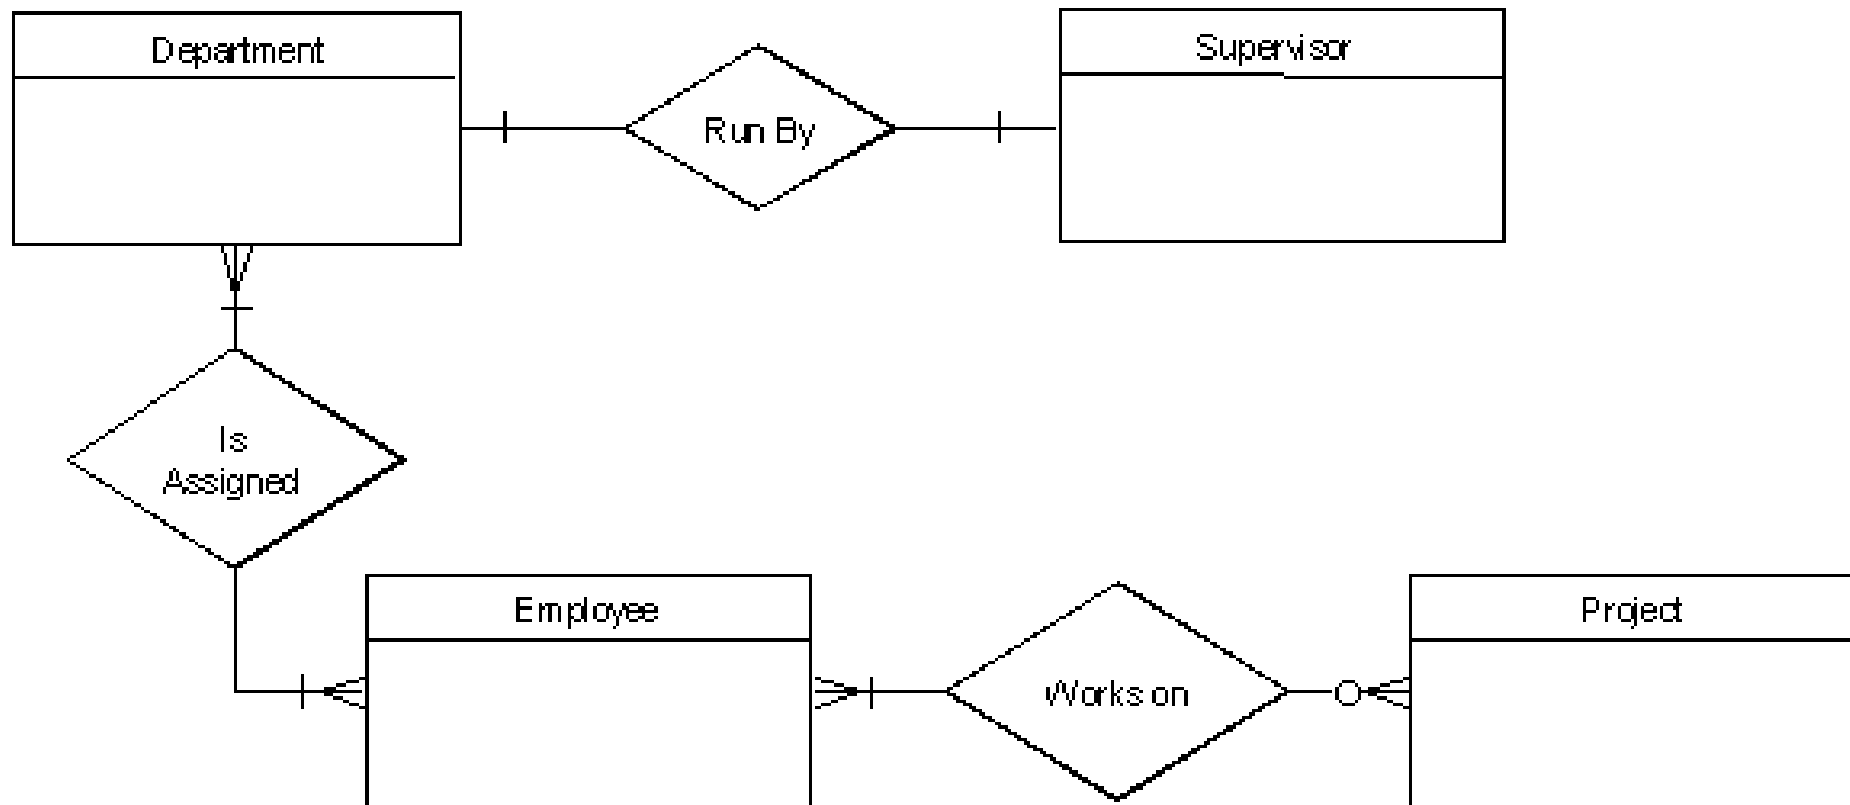 Department
Supervisor
Run By
Is
Assigned
Employee
Project
Works on